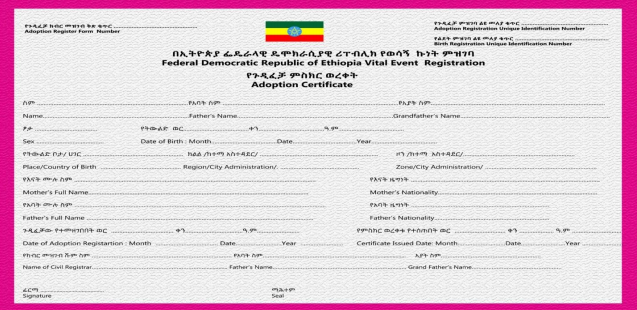 የጉዲፈቻ ክብር መዝገብ ቅጽ ቁጥር
Adoption Register Form Number
የጉዲፈቻ ምዝገባ ልዩ መለያ ቁጥር
Adoption Registration Unique Identification Number
የልደት ምዝገባ ልዩ መለያ ቁጥር
Birth Registration Unique Identification Number
በኢትዮጵያ ፌዴራላዊ ዲሞክራሲያዊ ሪፐብሊክ የወሳኝ ኩነት ምዝገባ
Federal Democratic Republic of Ethiopia Vital Event Registration
የጉዲፈቻ ምስክር ወረቀት
Adoption Certificate
ስም የአባት ስም የአያት ስም
Name Father's Name Grandfather's Name
ፆታ የትውልድ ወር ቀን ዓ.ም
Sex Date of Birth : Month Date Year
የትውልድ ቦታ/ ሀገር ክልል /ከተማ አስተዳደር/ ዞን /ከተማ አስተዳደር/
Place/Country of Birth Region/City Administration/ Zone/City Administration/
የእናት ሙሉ ስም የእናት ዜግነት
Mother's Full Name Mother's Nationality
የአባት ሙሉ ስም የአባት ዜግነት
Father's Full Name Father's Nationality
ጉዲፈቻው የተመዘገበበት ወር ቀን ዓ.ም የምስክር ወረቀቱ የተሰጠበት ወር ቀን ዓ.ም
Date of Adoption Registartion : Month Date Year Certificate Issued Date: Month Date Year
የክብር መዝገብ ሹም ስም የአባት ስም አያት ስም
Name of Civil Registrar Father's Name Grand Father's Name
ፊርማ ማሕተም
Signature Seal